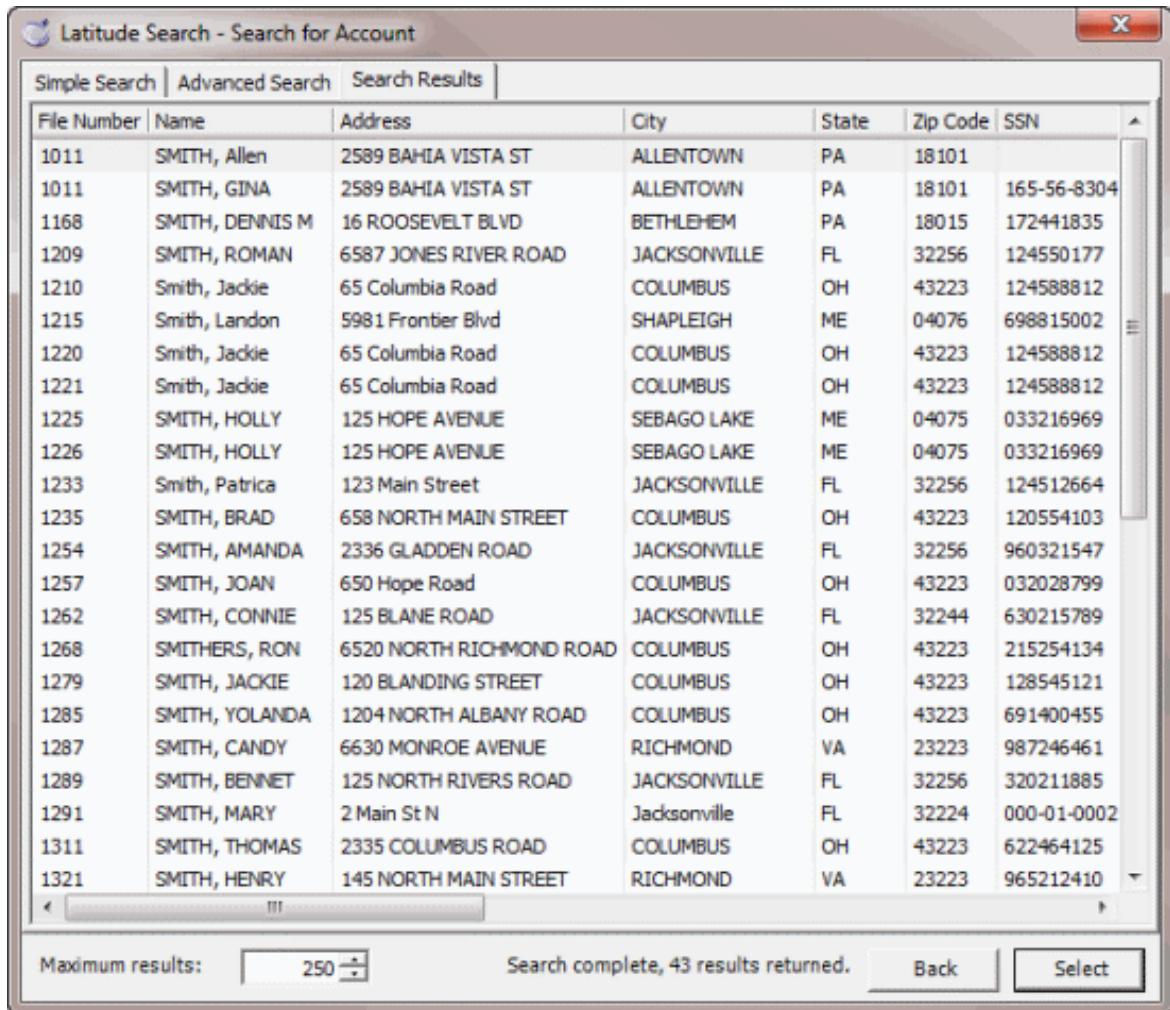 Latitude Search - Search for Account
Simple Search Advanced Search Search Results
File Number Name Address City State Zip Code SSN
1011 SMITH, Allen 2589 BAHIA VISTA ST ALLENTOWN PA 18101
1011 SMITH, GINA 2589 BAHIA VISTA ST ALLENTOWN PA 18101 165-56-8304
1168 SMITH, DENNIS M 16 ROOSEVELT BLVD BETHLEHEM PA 18015 172441835
1209 SMITH, ROMAN 6587 JONES RIVER ROAD JACKSONVILLE FL 32256 124550177
1210 Smith, Jackie 65 Columbia Road COLUMBUS OH 43223 124588812
1215 Smith, Landon 5981 Frontier Blvd SHAPLEIGH ME 04076 698815002
1220 Smith, Jackie 65 Columbia Road COLUMBUS OH 43223 124588812
1221 Smith, Jackie 65 Columbia Road COLUMBUS OH 43223 124588812
1225 SMITH, HOLLY 125 HOPE AVENUE SEBAGO LAKE ME 04075 033216969
1226 SMITH, HOLLY 125 HOPE AVENUE SEBAGO LAKE ME 04075 033216969
1233 Smith, Patrica 123 Main Street JACKSONVILLE FL 32256 124512664
1235 SMITH, BRAD 658 NORTH MAIN STREET COLUMBUS OH 43223 120554103
1254 SMITH, AMANDA 2336 GLADDEN ROAD JACKSONVILLE FL 32256 960321547
1257 SMITH, JOAN 650 Hope Road COLUMBUS OH 43223 032028799
1262 SMITH, CONNIE 125 BLANE ROAD JACKSONVILLE FL 32244 630215789
1268 SMITHERS, RON 6520 NORTH RICHMOND ROAD COLUMBUS OH 43223 215254134
1279 SMITH, JACKIE 120 BLANDING STREET COLUMBUS OH 43223 128545121
1285 SMITH, YOLANDA 1204 NORTH ALBANY ROAD COLUMBUS OH 43223 691400455
1287 SMITH, CANDY 6630 MONROE AVENUE RICHMOND VA 23223 987246461
1289 SMITH, BENNET 125 NORTH RIVERS ROAD JACKSONVILLE FL 32256 320211885
1291 SMITH, MARY 2 Main St N Jacksonville FL 32224 000-01-0002
1311 SMITH, THOMAS 2335 COLUMBUS ROAD COLUMBUS OH 43223 622464125
1321 SMITH, HENRY 145 NORTH MAIN STREET RICHMOND VA 23223 965212410
Maximum results: 250 Search complete, 43 results returned. Back Select